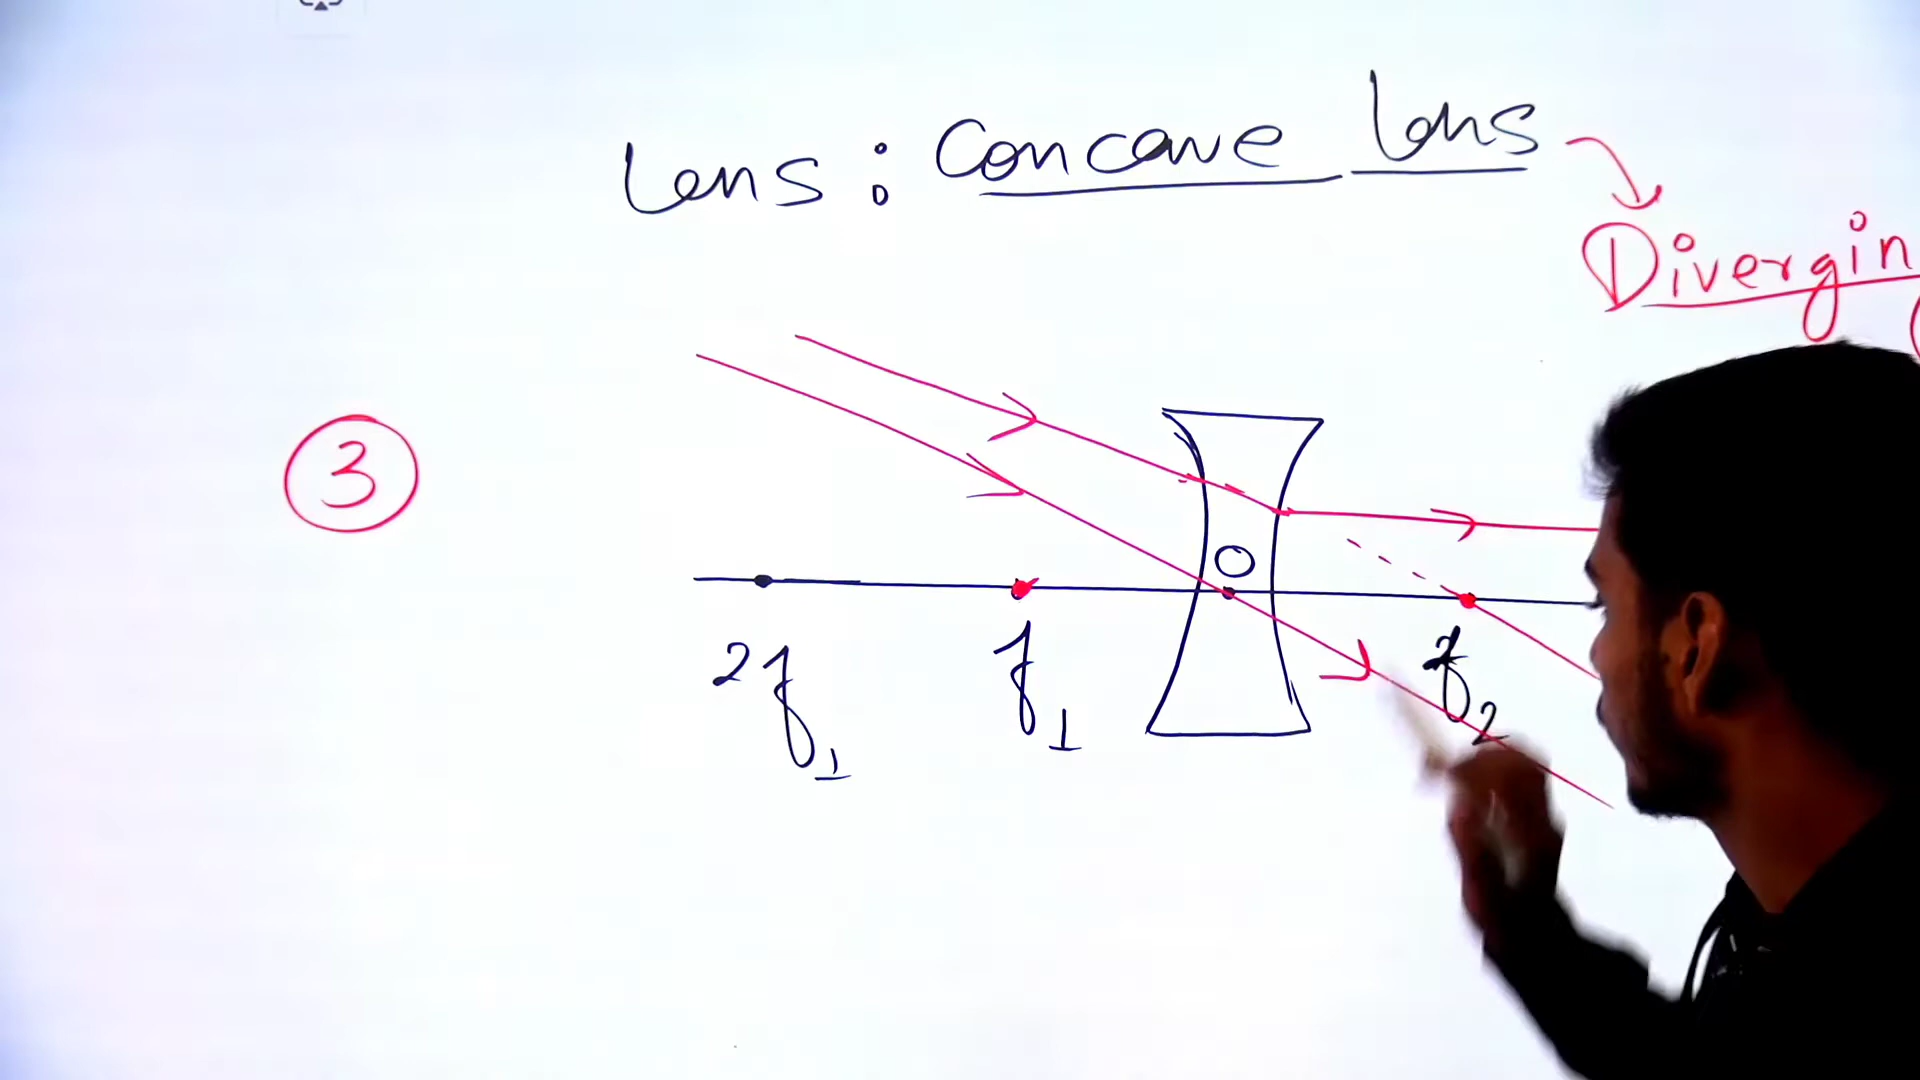 Lens : Concave Lens
Divergin
3
O
2f1 f1 f2